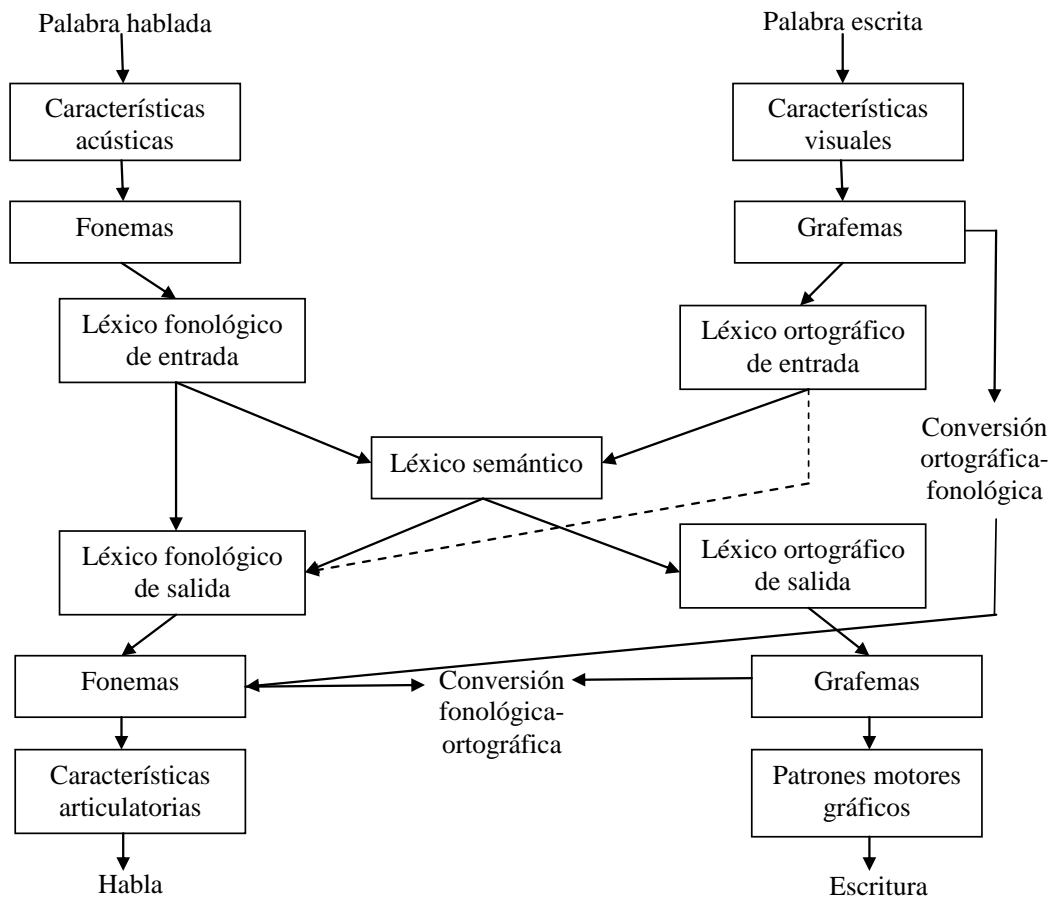 Palabra hablada
Palabra escrita
Características
acústicas
Características
visuales
Fonemas
Grafemas
Léxico fonológico
de entrada
Léxico ortográfico
de entrada
Conversión
ortográfica-
fonológica
Léxico semántico
Léxico fonológico
de salida
Léxico ortográfico
de salida
Fonemas
Conversión
fonológica-
ortográfica
Grafemas
Características
articulatorias
Patrones motores
gráficos
Habla
Escritura